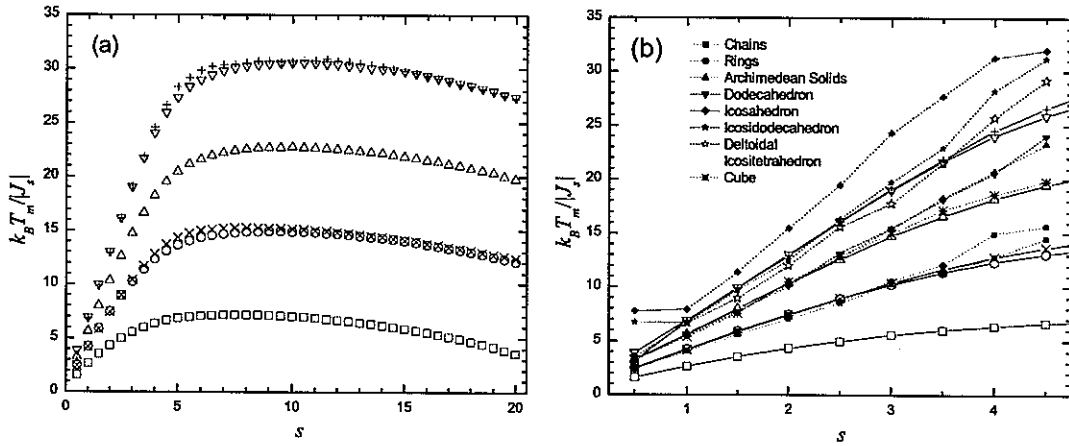 (a)
35
30
25
20
15
10
5
0
k_B T_m/|J_s|
0 5 10 15 20
s
(b)
35
30
25
20
15
10
5
0
k_B T_m/|J_s|
1 2 3 4
s
Chains
Rings
Archimedean Solids
Dodecahedron
Icosahedron
Icosidodecahedron
Deltoidal
Icositetrahedron
Cube